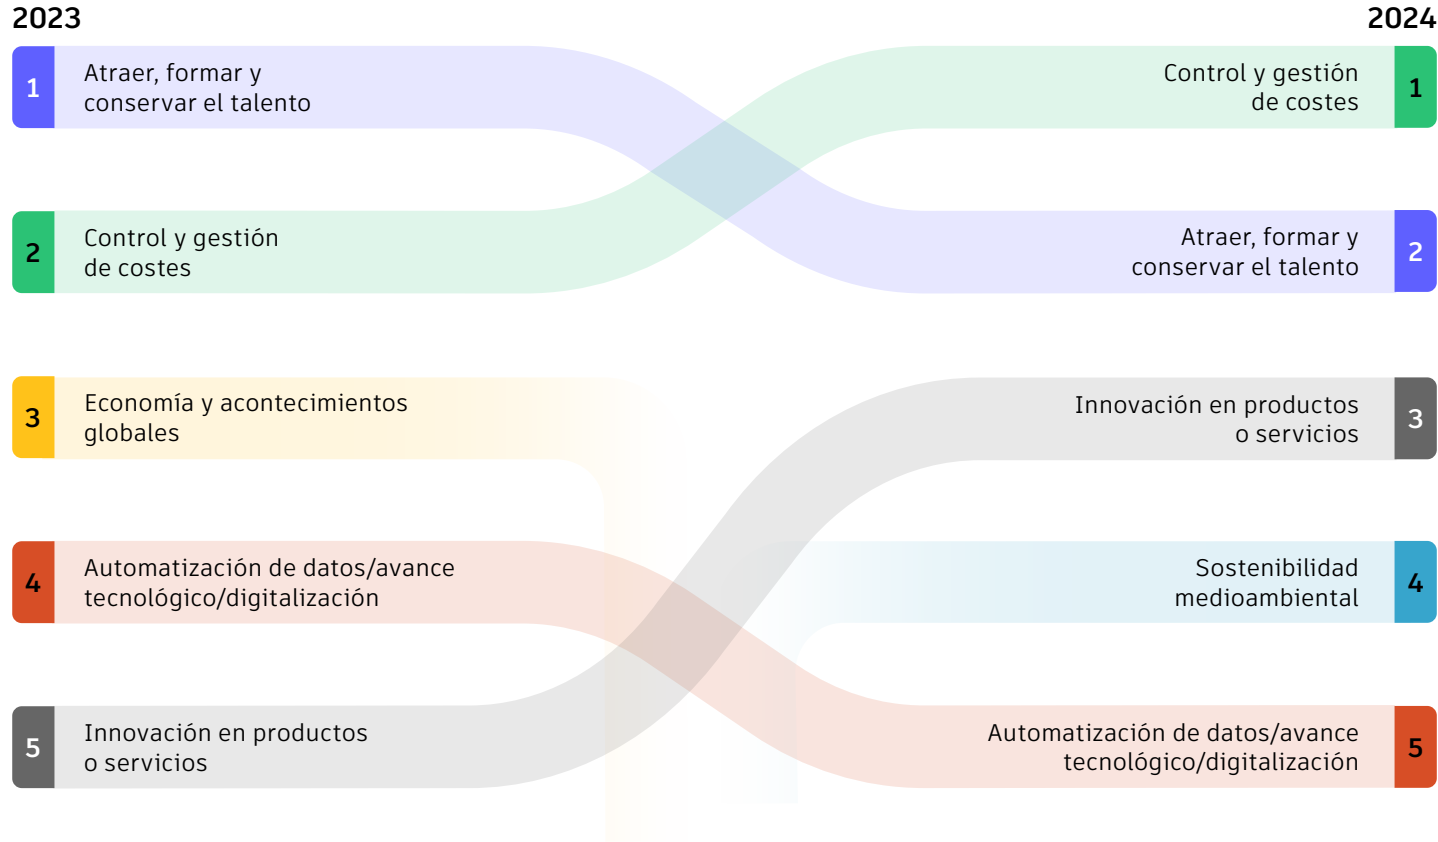 2023
2024
1
Atraer, formar y
conservar el talento
Control y gestión
de costes
1
2
Control y gestión
de costes
Atraer, formar y
conservar el talento
2
3
Economía y acontecimientos
globales
Innovación en productos
o servicios
3
4
Automatización de datos/avance
tecnológico/digitalización
Sostenibilidad
medioambiental
4
5
Innovación en productos
o servicios
Automatización de datos/avance
tecnológico/digitalización
5